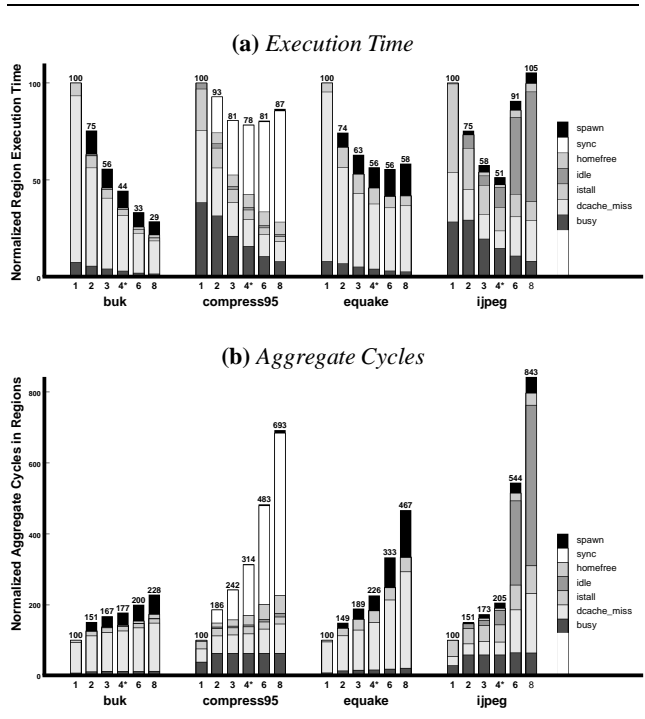 (a) Execution Time
Normalized Region Execution Time
100
50
0
100
75
56
44
33
29
100
93
81
78
81
87
100
74
63
56
56
58
100
75
58
51
91
105
spawn
sync
homefree
idle
istall
dcache_miss
busy
1 2 3 4* 6 8
1 2 3 4* 6 8
1 2 3 4* 6 8
1 2 3 4* 6 8
buk
compress95
equake
ijpeg
(b) Aggregate Cycles
Normalized Aggregate Cycles in Regions
800
600
400
200
0
100
151
167
177
200
228
100
186
242
314
483
693
100
149
189
226
333
467
100
151
173
205
544
843
spawn
sync
homefree
idle
istall
dcache_miss
busy
1 2 3 4* 6 8
1 2 3 4* 6 8
1 2 3 4* 6 8
1 2 3 4* 6 8
buk
compress95
equake
ijpeg